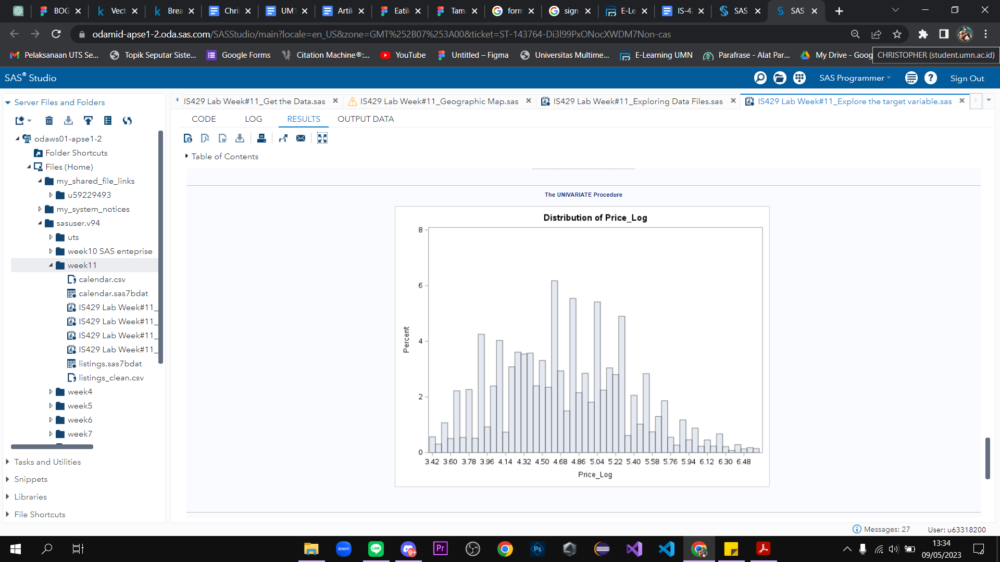 BOG
Vect
Brea
Chri
UM1
Artik
Eatik
Tam
form
sign
E-Le
IS-42
SAS
SAS
odamid-apse1-2.oda.sas.com/SASStudio/main?locale=en_US&zone=GMT%252B07%253A00&ticket=ST-143764-Di3l99PxONocXWDM7Non-cas
Pelaksanaan UTS Se...
Topik Seputar Siste...
Google Forms
Citation Machine®:...
YouTube
Untitled – Figma
Universitas Multime...
E-Learning UMN
Parafrase - Alat Par...
My Drive - Goog
CHRISTOPHER (student.umn.ac.id)
SAS® Studio
SAS Programmer
Sign Out
Server Files and Folders
odaws01-apse1-2
Folder Shortcuts
Files (Home)
my_shared_file_links
u59229493
my_system_notices
sasuser.v94
uts
week10 SAS enteprise
week11
calendar.csv
calendar.sas7bdat
IS429 Lab Week#11_
IS429 Lab Week#11_
IS429 Lab Week#11_
IS429 Lab Week#11_
listings.sas7bdat
listings_clean.csv
week4
week5
week6
week7
Tasks and Utilities
Snippets
Libraries
File Shortcuts
IS429 Lab Week#11_Get the Data.sas
IS429 Lab Week#11_Geographic Map.sas
IS429 Lab Week#11_Exploring Data Files.sas
IS429 Lab Week#11_Explore the target variable.sas
CODE
LOG
RESULTS
OUTPUT DATA
Table of Contents
The UNIVARIATE Procedure
Distribution of Price_Log
8
6
4
2
0
Percent
3.42 3.60 3.78 3.96 4.14 4.32 4.50 4.68 4.86 5.04 5.22 5.40 5.58 5.76 5.94 6.12 6.30 6.48
Price_Log
Messages: 27
User: u63318200
zoom
LINE
9+
Pr
Ps
13:34
09/05/2023